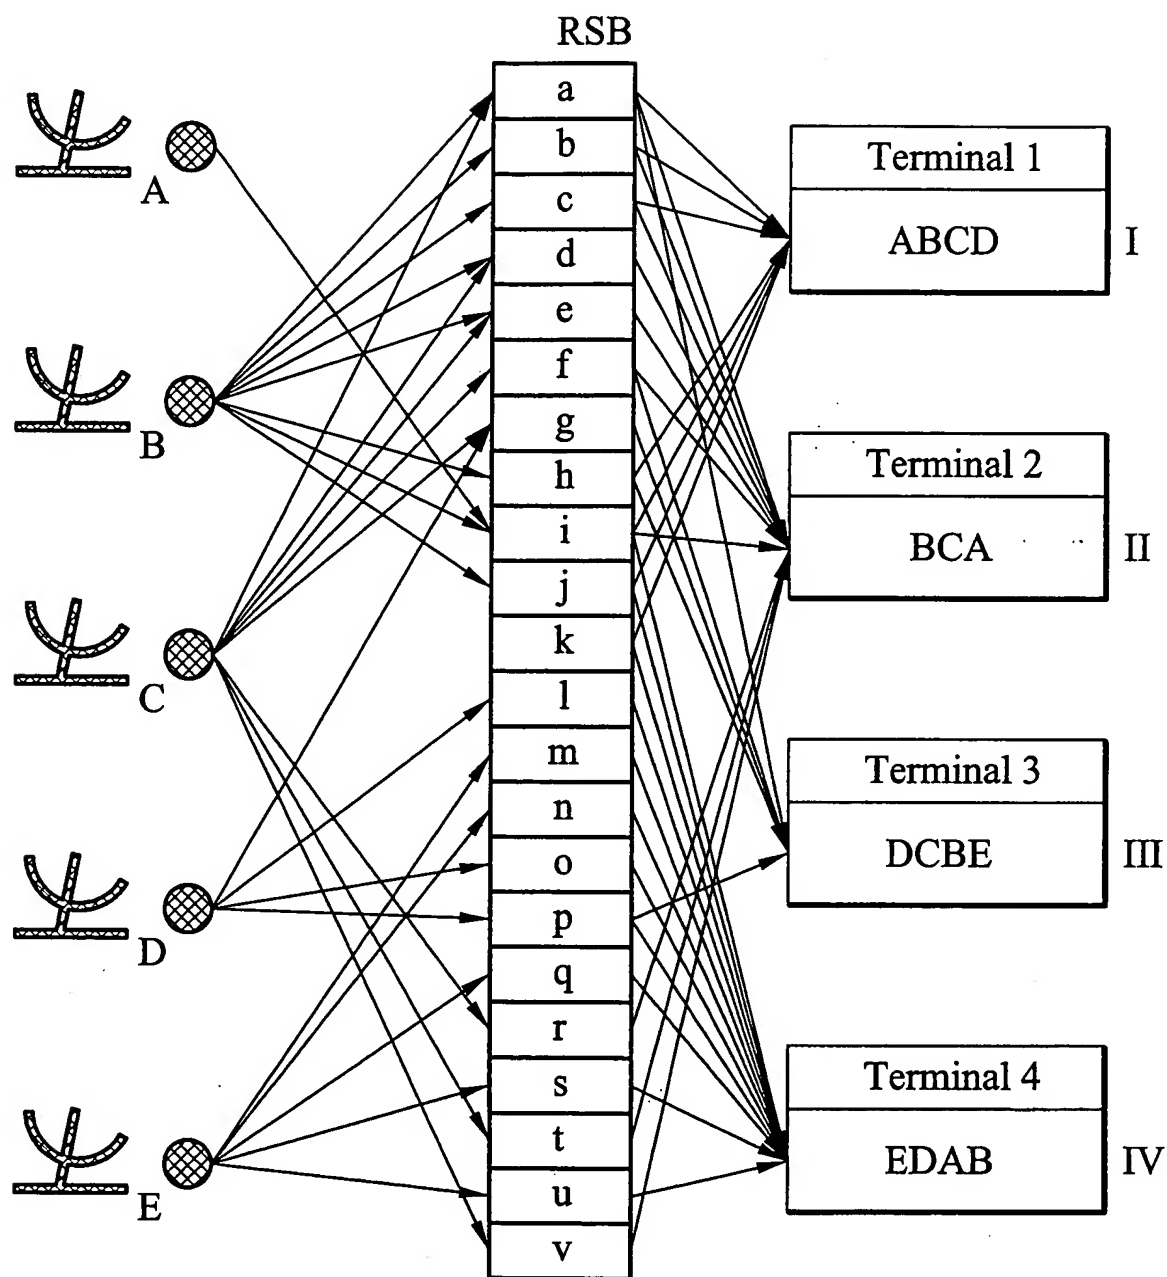 RSB
a
b
c
d
e
f
g
h
i
j
k
l
m
n
o
p
q
r
s
t
u
v
A
B
C
D
E
Terminal 1
ABCD
I
Terminal 2
BCA
II
Terminal 3
DCBE
III
Terminal 4
EDAB
IV